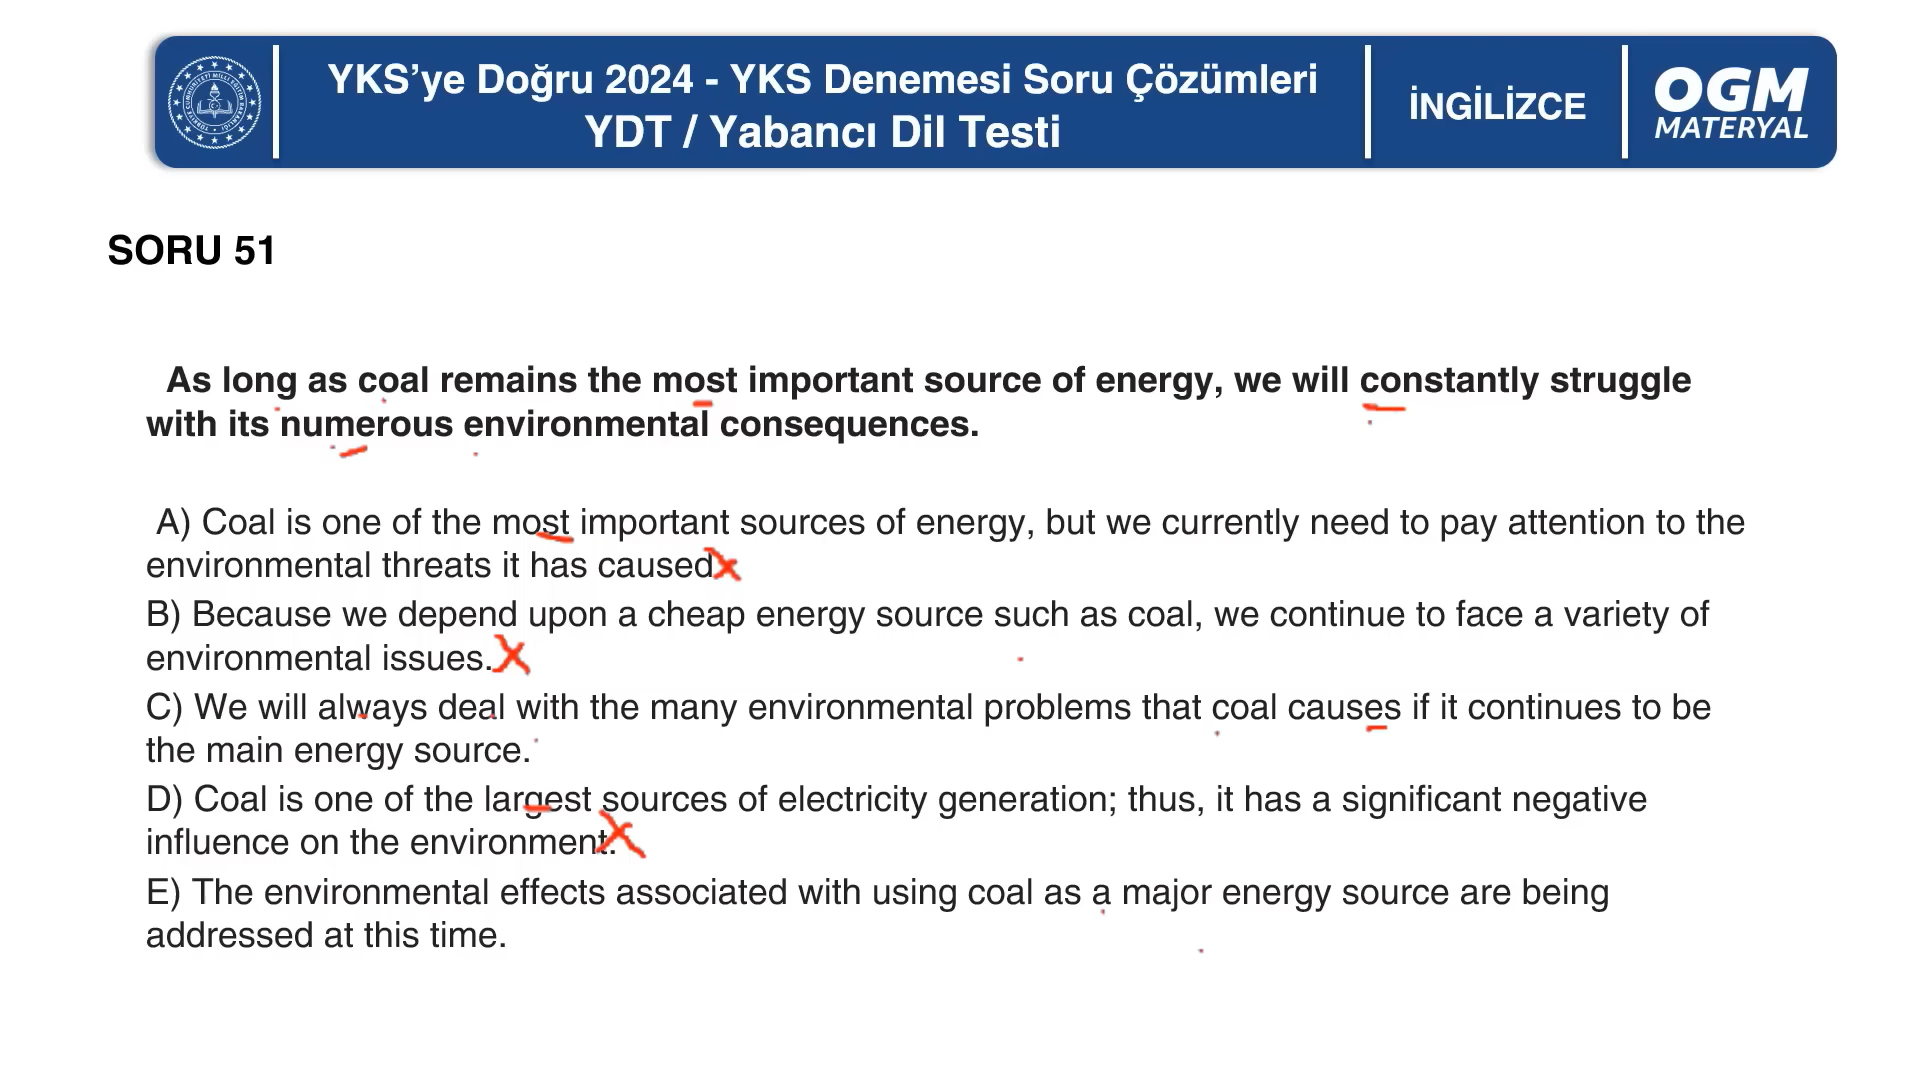 YKS’ye Doğru 2024 - YKS Denemesi Soru Çözümleri
YDT / Yabancı Dil Testi
İNGİLİZCE
OGM
MATERYAL
SORU 51
As long as coal remains the most important source of energy, we will constantly struggle
with its numerous environmental consequences.
A) Coal is one of the most important sources of energy, but we currently need to pay attention to the
environmental threats it has caused
B) Because we depend upon a cheap energy source such as coal, we continue to face a variety of
environmental issues.
C) We will always deal with the many environmental problems that coal causes if it continues to be
the main energy source.
D) Coal is one of the largest sources of electricity generation; thus, it has a significant negative
influence on the environment.
E) The environmental effects associated with using coal as a major energy source are being
addressed at this time.